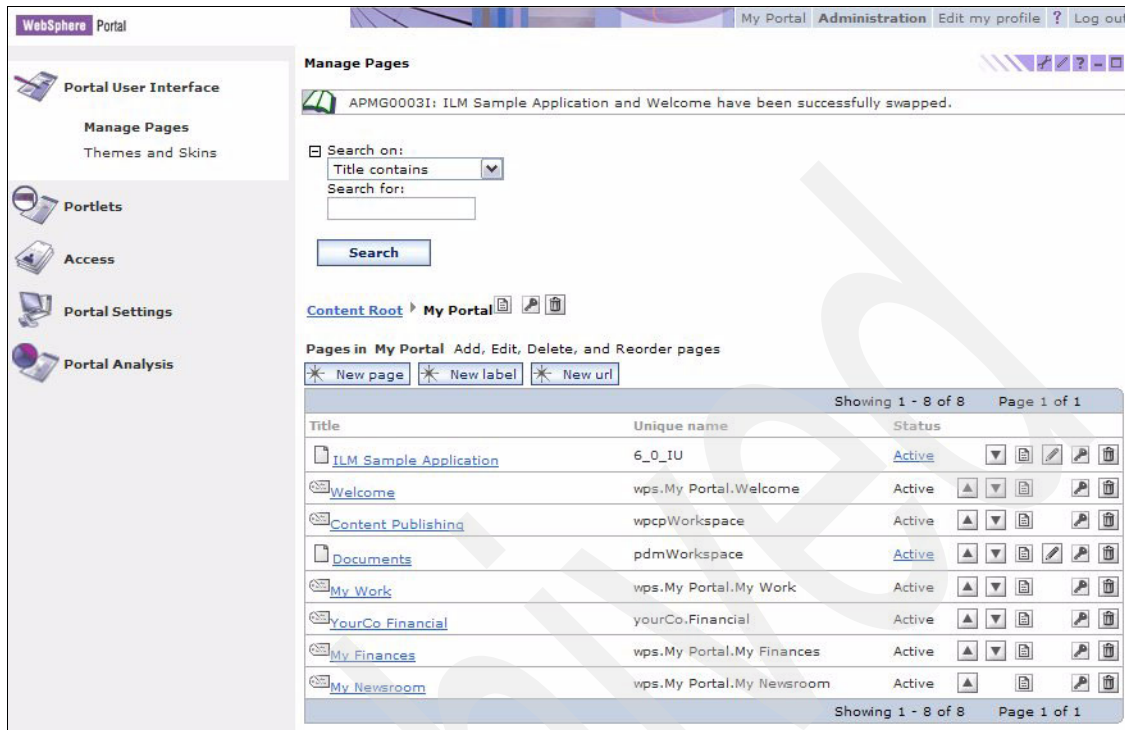 WebSphere Portal
My Portal Administration Edit my profile ? Log out
Portal User Interface
Manage Pages
Themes and Skins
Portlets
Access
Portal Settings
Portal Analysis
Manage Pages
APMG0003I: ILM Sample Application and Welcome have been successfully swapped.
Search on:
Title contains
Search for:
Search
Content Root My Portal
Pages in My Portal Add, Edit, Delete, and Reorder pages
New page New label New url
Showing 1 - 8 of 8 Page 1 of 1
Title Unique name Status
ILM Sample Application 6_0_IU Active
Welcome wps.My Portal.Welcome Active
Content Publishing wpcpWorkspace Active
Documents pdmWorkspace Active
My Work wps.My Portal.My Work Active
YourCo Financial yourCo.Financial Active
My Finances wps.My Portal.My Finances Active
My Newsroom wps.My Portal.My Newsroom Active
Showing 1 - 8 of 8 Page 1 of 1